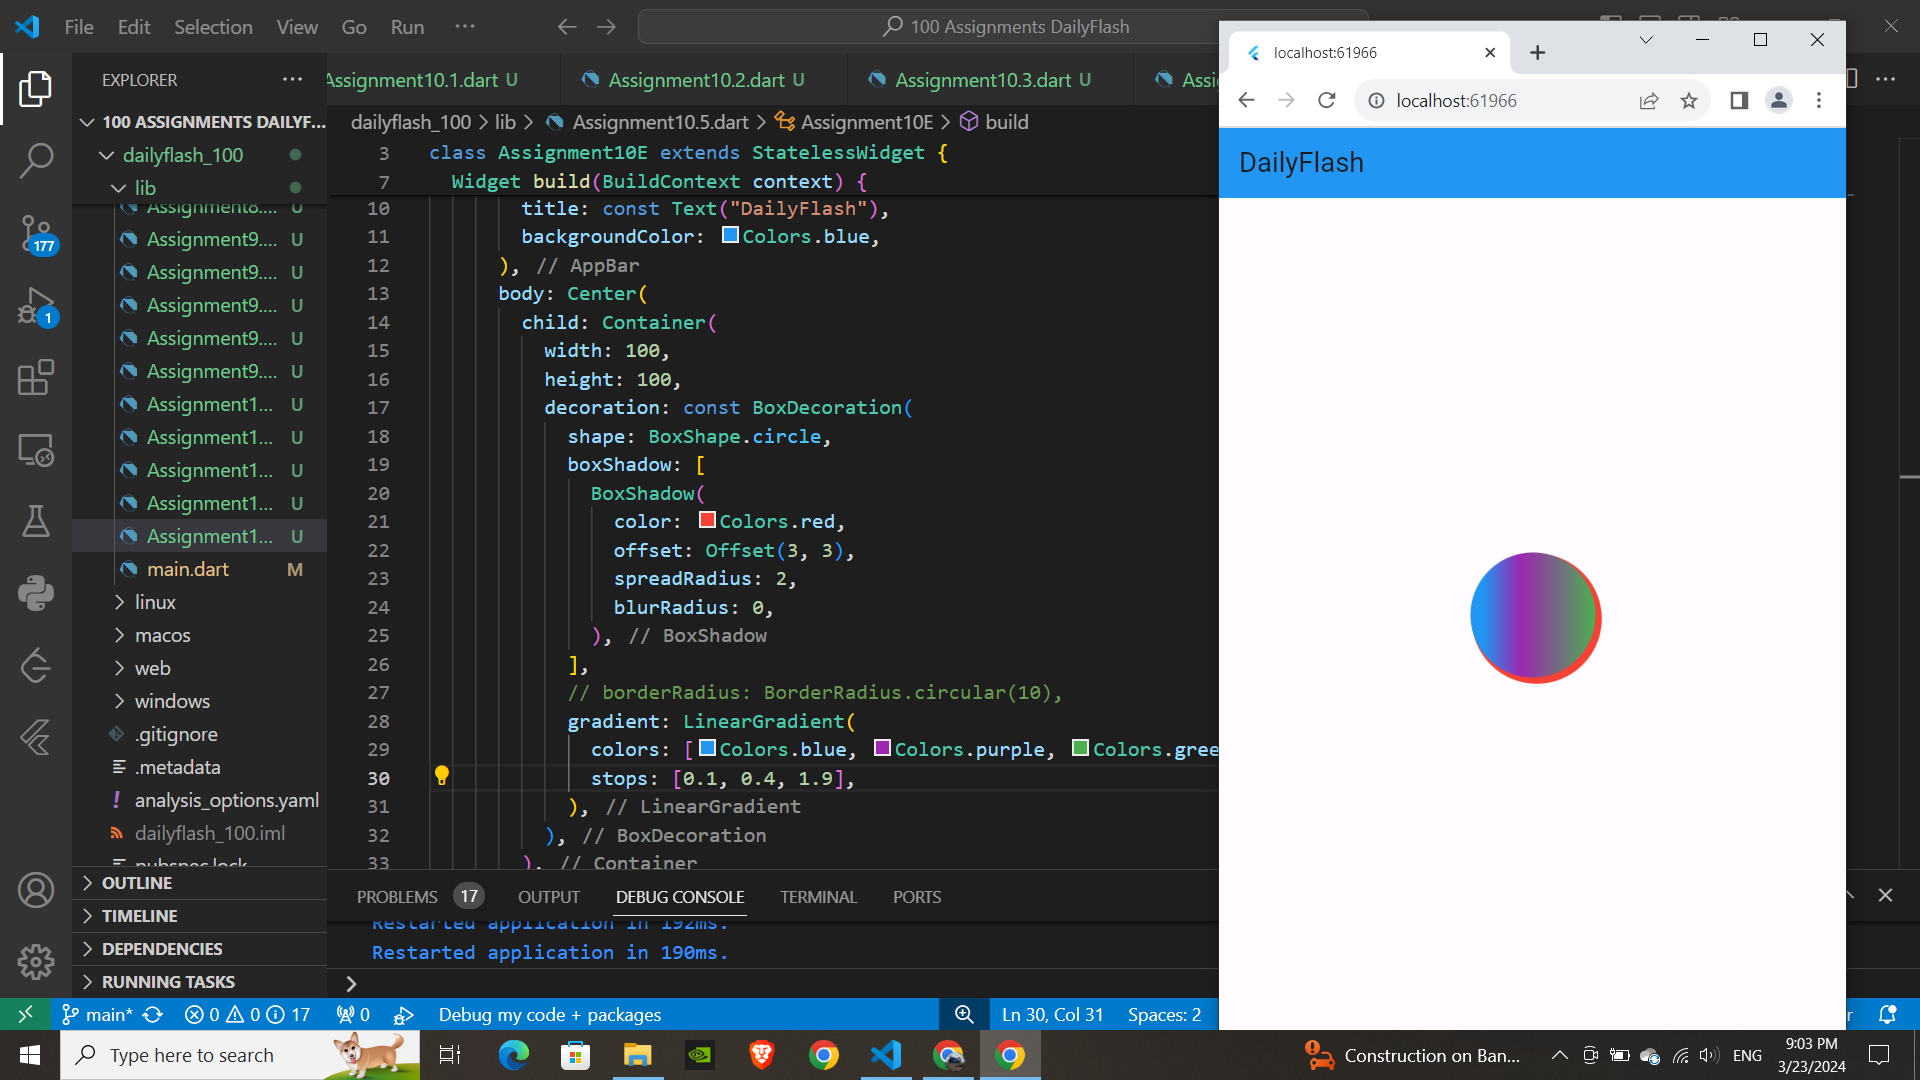 File Edit Selection View Go Run ···
100 Assignments DailyFlash
EXPLORER
Assignment10.1.dart U
Assignment10.2.dart U
Assignment10.3.dart U
100 ASSIGNMENTS DAILYF...
dailyflash_100
lib
Assignment8.... U
Assignment9.... U
Assignment9.... U
Assignment9.... U
Assignment9.... U
Assignment9.... U
Assignment1... U
Assignment1... U
Assignment1... U
Assignment1... U
Assignment1... U
main.dart M
linux
macos
web
windows
.gitignore
.metadata
analysis_options.yaml
dailyflash_100.iml
pubspec.lock
OUTLINE
TIMELINE
DEPENDENCIES
RUNNING TASKS
177
1
dailyflash_100 > lib > Assignment10.5.dart > Assignment10E > build
3 class Assignment10E extends StatelessWidget {
7 Widget build(BuildContext context) {
10 title: const Text("DailyFlash"),
11 backgroundColor: Colors.blue,
12 ), // AppBar
13 body: Center(
14 child: Container(
15 width: 100,
16 height: 100,
17 decoration: const BoxDecoration(
18 shape: BoxShape.circle,
19 boxShadow: [
20 BoxShadow(
21 color: Colors.red,
22 offset: Offset(3, 3),
23 spreadRadius: 2,
24 blurRadius: 0,
25 ), // BoxShadow
26 ],
27 // borderRadius: BorderRadius.circular(10),
28 gradient: LinearGradient(
29 colors: [Colors.blue, Colors.purple, Colors.gree
30 stops: [0.1, 0.4, 1.9],
31 ), // LinearGradient
32 ), // BoxDecoration
33 ), // Container
PROBLEMS 17 OUTPUT DEBUG CONSOLE TERMINAL PORTS
Restarted application in 192ms.
Restarted application in 190ms.
localhost:61966
localhost:61966
DailyFlash
main* 0 0 17 0 Debug my code + packages Ln 30, Col 31 Spaces: 2
Type here to search
Construction on Ban...
ENG
9:03 PM
3/23/2024